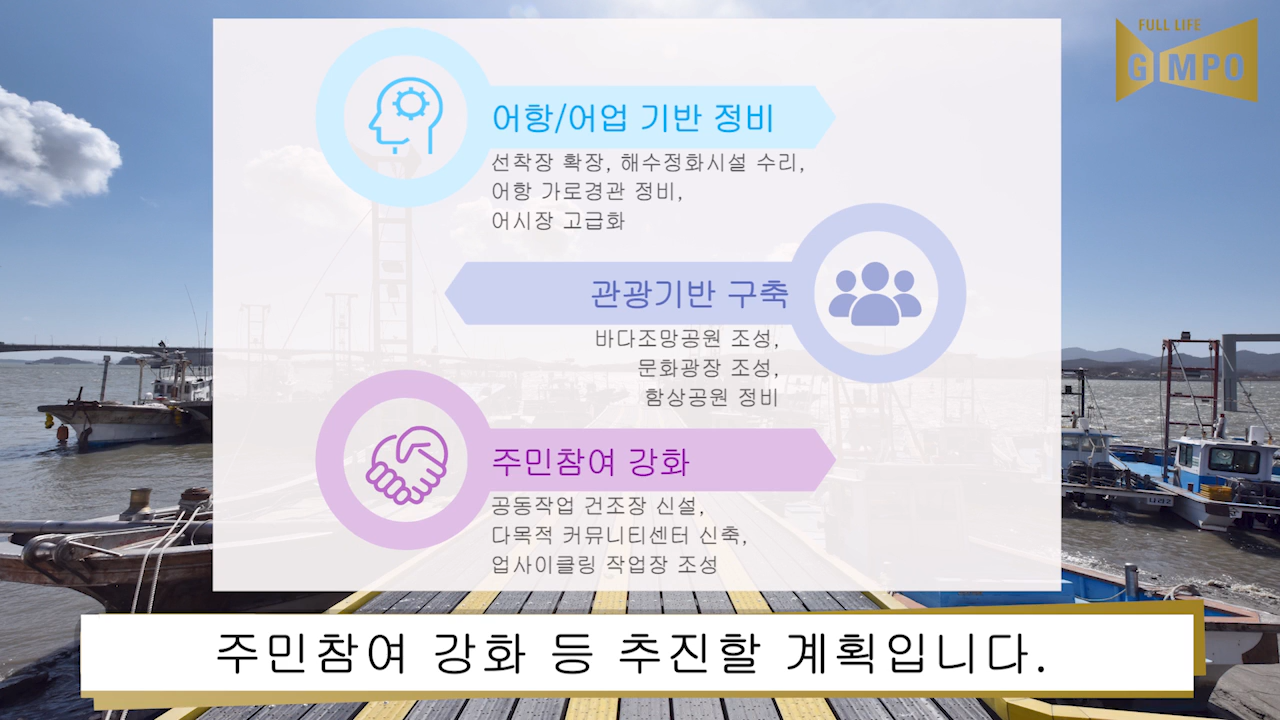 FULL LIFE
GIMPO
어항/어업 기반 정비
선착장 확장, 해수정화시설 수리,
어항 가로경관 정비,
어시장 고급화
관광기반 구축
바다조망공원 조성,
문화광장 조성,
함상공원 정비
주민참여 강화
공동작업 건조장 신설,
다목적 커뮤니티센터 신축,
업사이클링 작업장 조성
주민참여 강화 등 추진할 계획입니다.